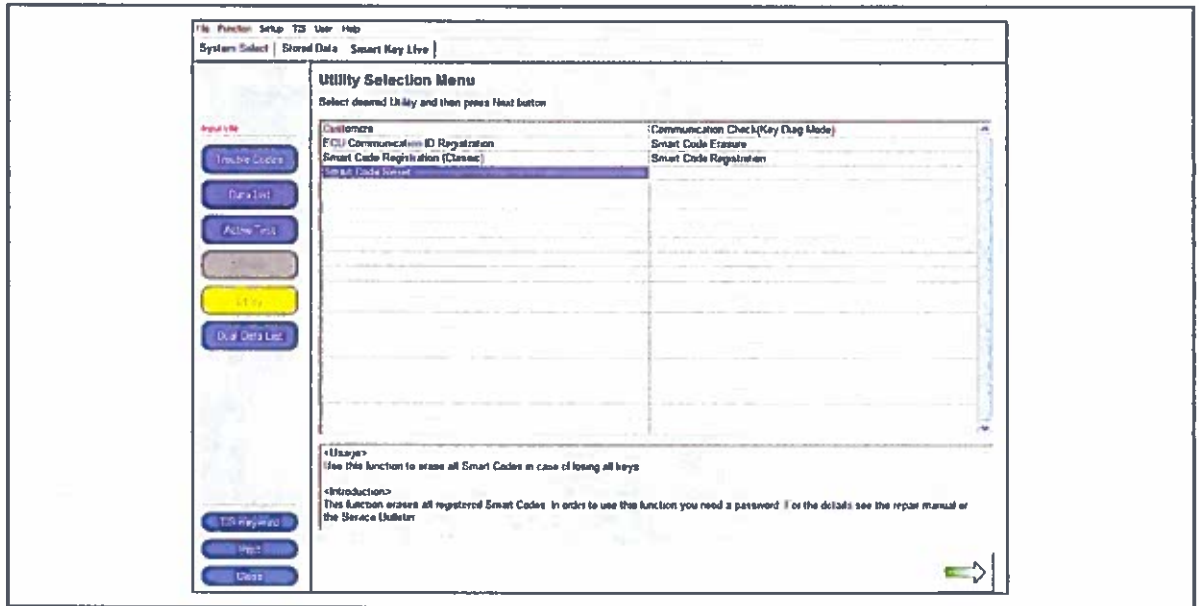 File Function Setup TIS User Help
System Select Stored Data Smart Key Live
Utility Selection Menu
Select desired Utility and then press Next button
Trouble Codes
Data List
Active Test
Utility
Dual Data List
Customize
Communication Check(Key Diag Mode)
ECU Communication ID Registration
Smart Code Erasure
Smart Code Registration (Classic)
Smart Code Registration
Smart Code Reset
<Usage>
Use this function to erase all Smart Codes in case of losing all keys
<Introduction>
This function erases all registered Smart Codes. In order to use this function you need a password. For the details see the repair manual or
the Service Bulletin
TIS Keyword
Print
Close